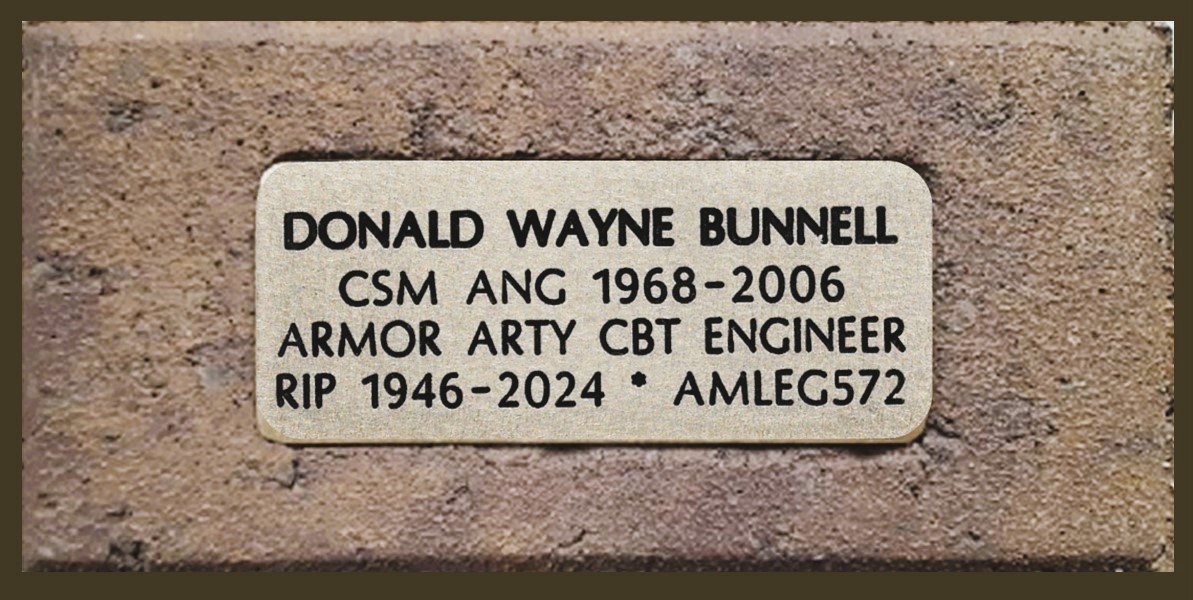 DONALD WAYNE BUNNELL
CSM ANG 1968-2006
ARMOR ARTY CBT ENGINEER
RIP 1946-2024 * AMLEG572